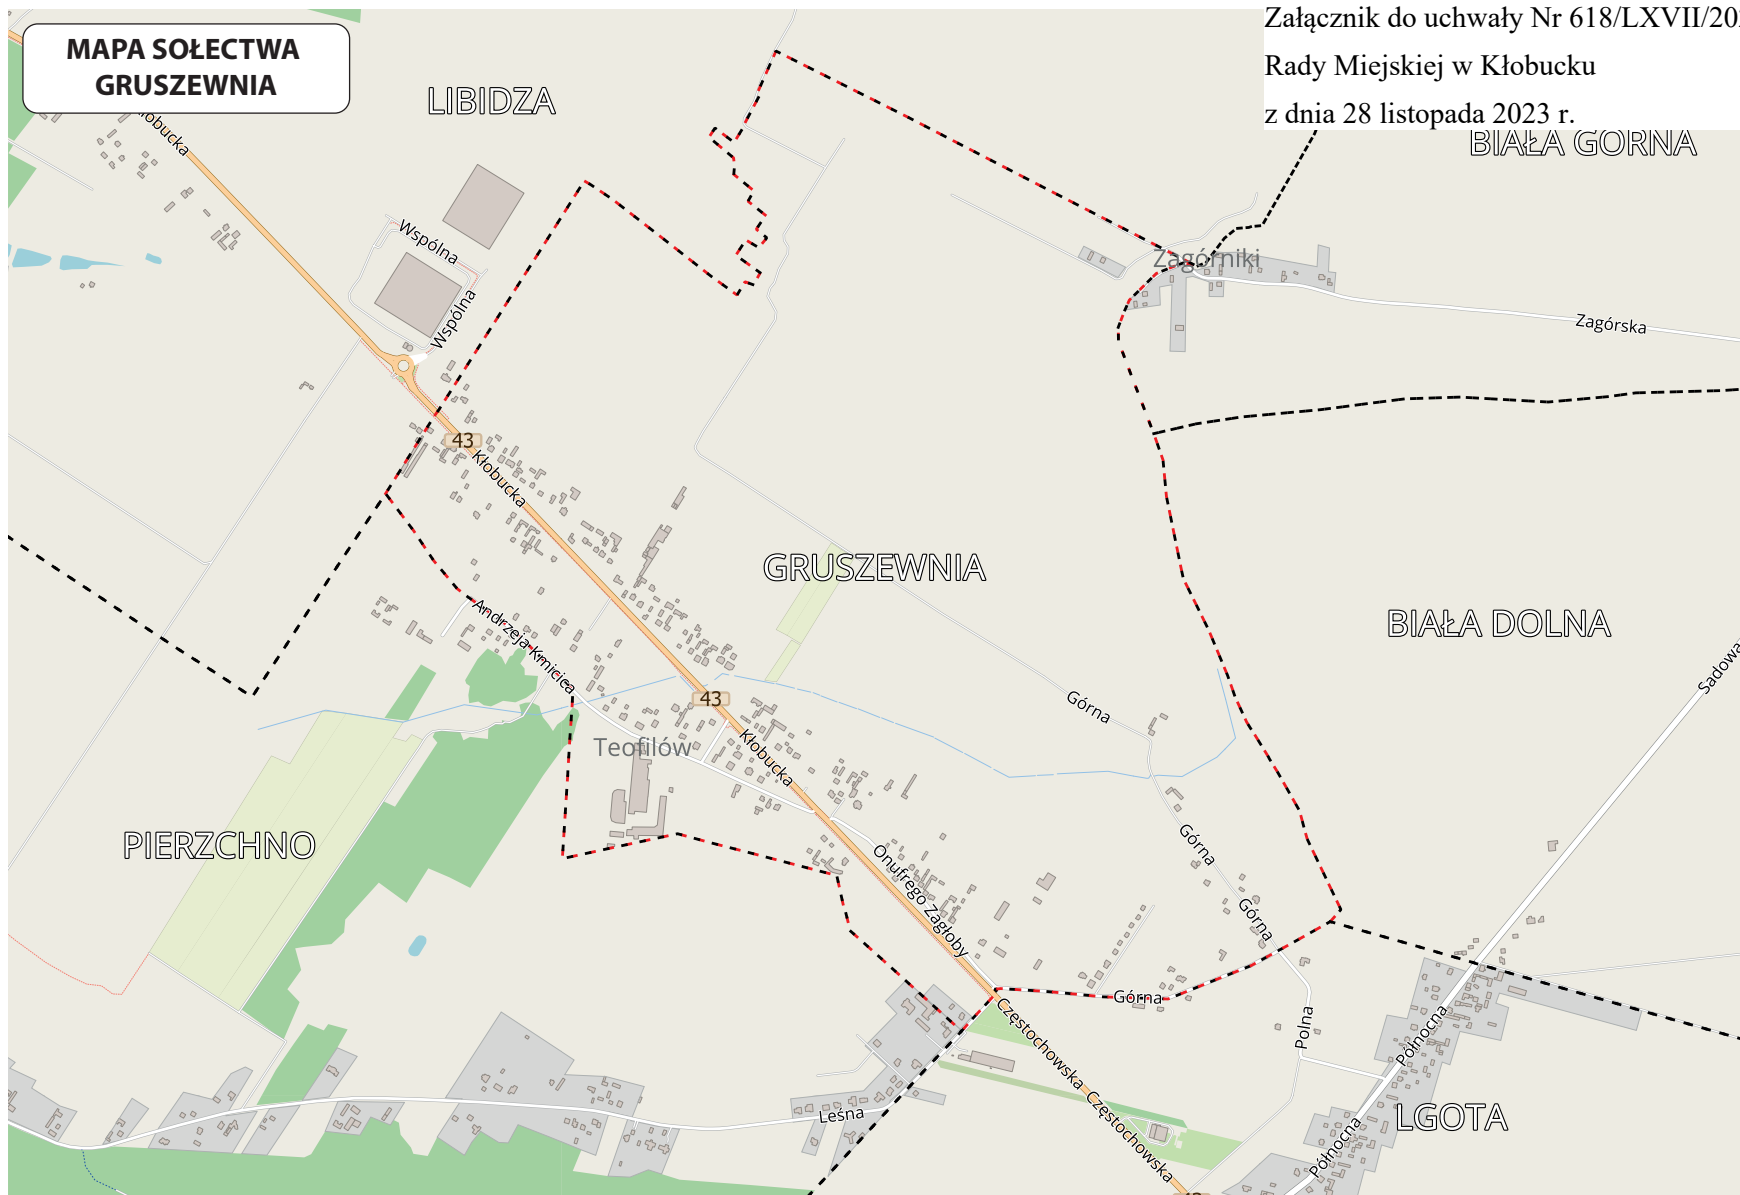 MAPA SOŁECTWA
GRUSZEWNIA
Załącznik do uchwały Nr 618/LXVII/20
Rady Miejskiej w Kłobucku
z dnia 28 listopada 2023 r.
LIBIDZA
BIAŁA GÓRNA
Wspólna
Wspólna
Zagórniki
Zagórska
43
Kłobucka
GRUSZEWNIA
BIAŁA DOLNA
Andrzeja Kmicica
Sadowa
43
Górna
Teofilów
Kłobucka
PIERZCHNO
Górna
Onufrego Zagłoby
Górna
Górna
Częstochowska
Polna
Północna
Leśna
Częstochowska
LGOTA
Północna